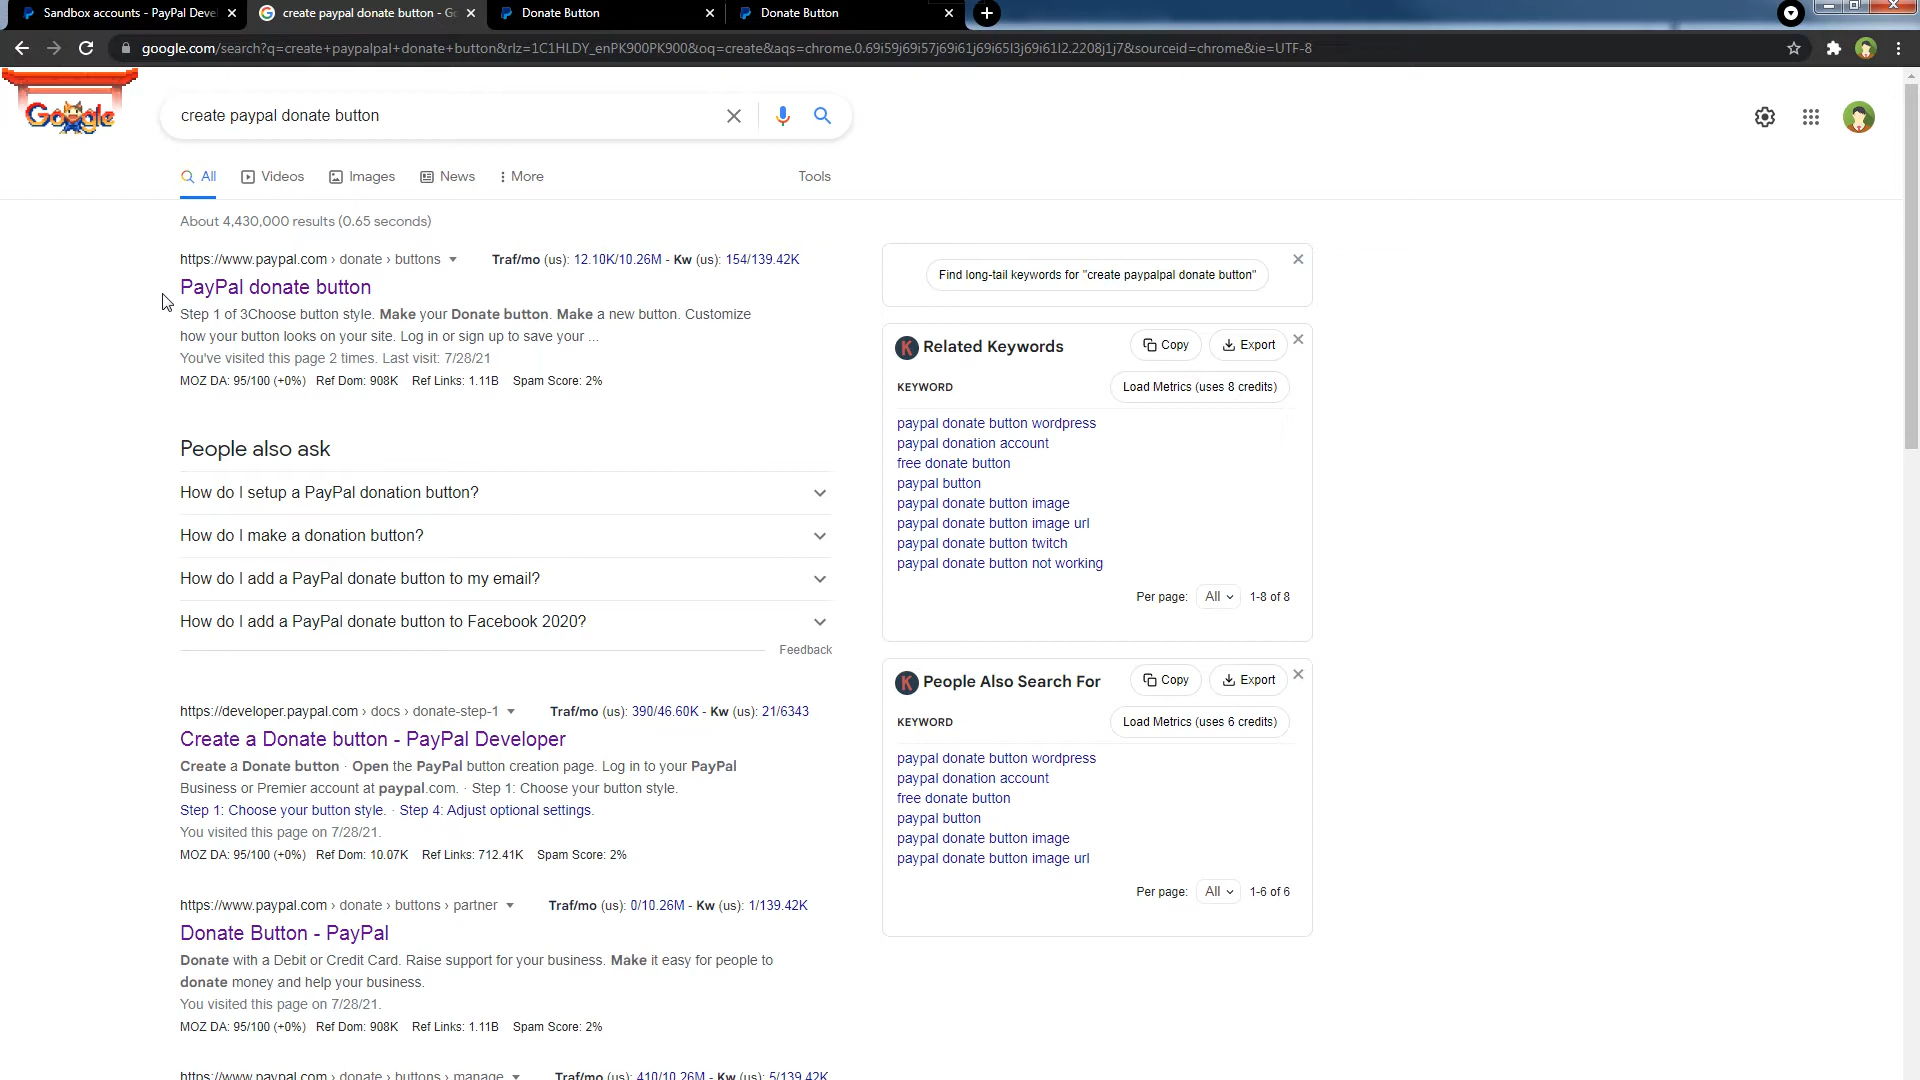 Sandbox accounts - PayPal Deve
create paypal donate button - Go
Donate Button
Donate Button
google.com/search?q=create+paypalpal+donate+button&rlz=1C1HLDY_enPK900PK900&oq=create&aqs=chrome.0.69i59j69i57j69i61j69i65l3j69i61l2.2208j1j7&sourceid=chrome&ie=UTF-8
Google
create paypal donate button
All
Videos
Images
News
More
Tools
About 4,430,000 results (0.65 seconds)
https://www.paypal.com › donate › buttons
Traf/mo (us): 12.10K/10.26M - Kw (us): 154/139.42K
PayPal donate button
Step 1 of 3Choose button style. Make your Donate button. Make a new button. Customize
how your button looks on your site. Log in or sign up to save your ...
You've visited this page 2 times. Last visit: 7/28/21
MOZ DA: 95/100 (+0%) Ref Dom: 908K Ref Links: 1.11B Spam Score: 2%
People also ask
How do I setup a PayPal donation button?
How do I make a donation button?
How do I add a PayPal donate button to my email?
How do I add a PayPal donate button to Facebook 2020?
Feedback
https://developer.paypal.com › docs › donate-step-1
Traf/mo (us): 390/46.60K - Kw (us): 21/6343
Create a Donate button - PayPal Developer
Create a Donate button · Open the PayPal button creation page. Log in to your PayPal
Business or Premier account at paypal.com. · Step 1: Choose your button style.
Step 1: Choose your button style. · Step 4: Adjust optional settings.
You visited this page on 7/28/21.
MOZ DA: 95/100 (+0%) Ref Dom: 10.07K Ref Links: 712.41K Spam Score: 2%
https://www.paypal.com › donate › buttons › partner
Traf/mo (us): 0/10.26M - Kw (us): 1/139.42K
Donate Button - PayPal
Donate with a Debit or Credit Card. Raise support for your business. Make it easy for people to
donate money and help your business.
You visited this page on 7/28/21.
MOZ DA: 95/100 (+0%) Ref Dom: 908K Ref Links: 1.11B Spam Score: 2%
https://www.paypal.com › donate › buttons › manage
Traf/mo (us): 410/10.26M - Kw (us): 5/139.42K
Find long-tail keywords for "create paypalpal donate button"
K
Related Keywords
Copy
Export
KEYWORD
Load Metrics (uses 8 credits)
paypal donate button wordpress
paypal donation account
free donate button
paypal button
paypal donate button image
paypal donate button image url
paypal donate button twitch
paypal donate button not working
Per page: All 1-8 of 8
K
People Also Search For
Copy
Export
KEYWORD
Load Metrics (uses 6 credits)
paypal donate button wordpress
paypal donation account
free donate button
paypal button
paypal donate button image
paypal donate button image url
Per page: All 1-6 of 6